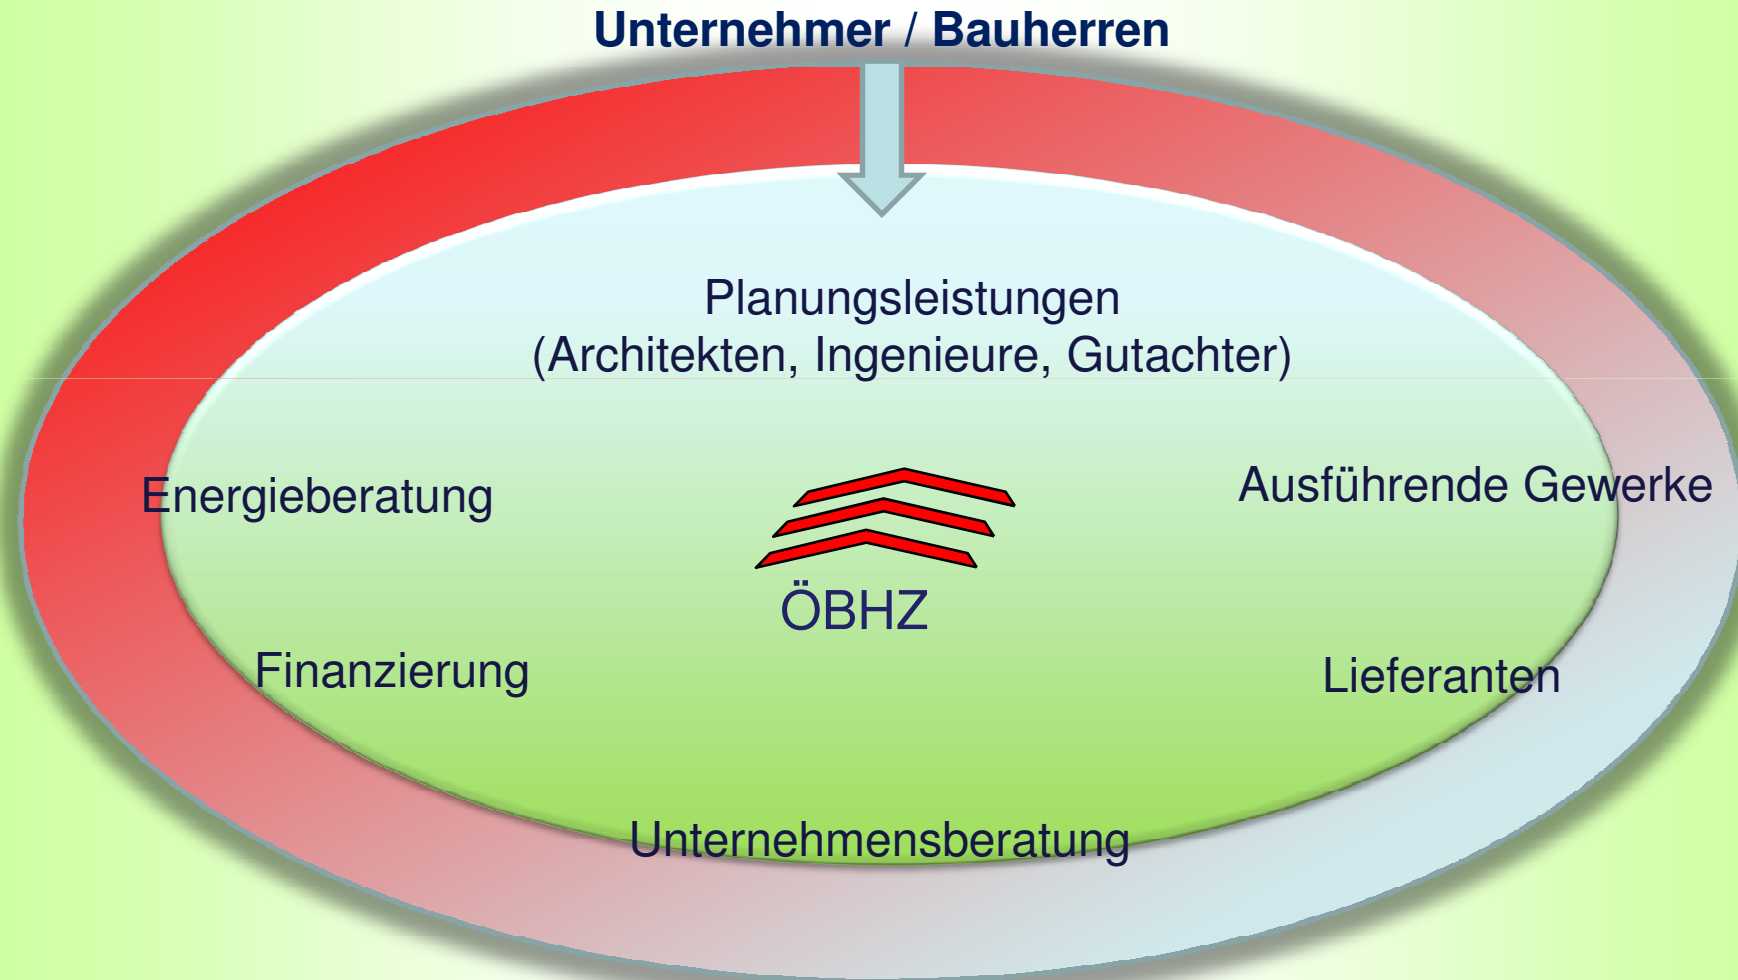 Unternehmer / Bauherren
Planungsleistungen
(Architekten, Ingenieure, Gutachter)
Energieberatung
Ausführende Gewerke
ÖBHZ
Finanzierung
Lieferanten
Unternehmensberatung